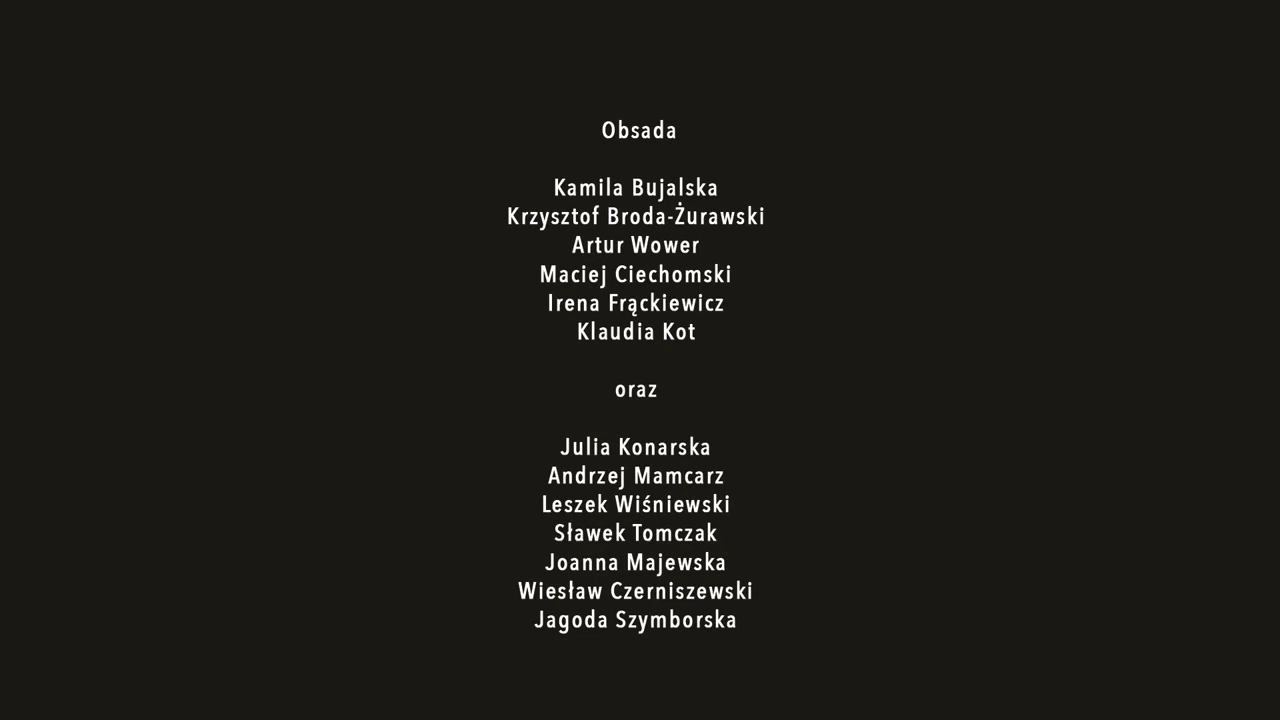 Obsada
Kamila Bujalska
Krzysztof Broda-Żurawski
Artur Wower
Maciej Ciechomski
Irena Frąckiewicz
Klaudia Kot
oraz
Julia Konarska
Andrzej Mamcarz
Leszek Wiśniewski
Sławek Tomczak
Joanna Majewska
Wiesław Czerniszewski
Jagoda Szymborska